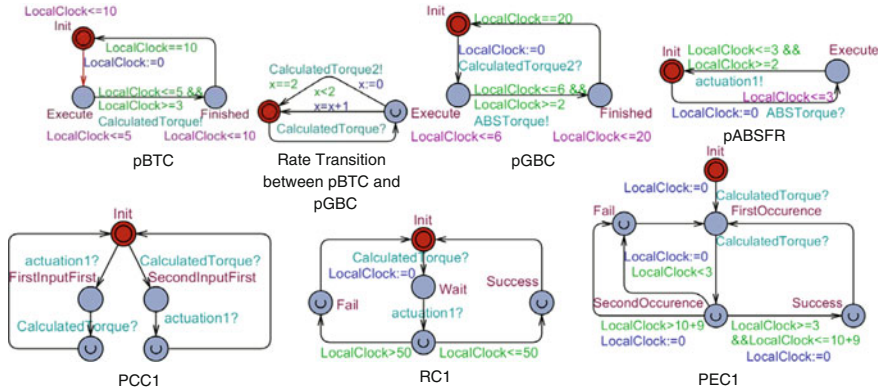 LocalClock<=10
Init
LocalClock==10
LocalClock:=0
LocalClock<=5 &&
LocalClock>=3
CalculatedTorque!
Execute
Finished
LocalClock<=5
LocalClock<=10
pBTC
CalculatedTorque2!
x==2
x<2
x:=0
x=x+1
CalculatedTorque?
C
Rate Transition
between pBTC and
pGBC
Init
LocalClock==20
LocalClock:=0
CalculatedTorque2?
LocalClock<=6 &&
LocalClock>=2
ABSTorque!
Execute
Finished
LocalClock<=6
LocalClock<=20
pGBC
Init
LocalClock<=3 &&
LocalClock>=2
Execute
actuation1!
LocalClock<=3
LocalClock:=0
ABSTorque?
pABSFR
Init
actuation1?
CalculatedTorque?
FirstInputFirst
SecondInputFirst
CalculatedTorque?
actuation1?
C
C
PCC1
Init
CalculatedTorque?
LocalClock:=0
Success
Wait
C
Fail
C
actuation1?
C
LocalClock>50
LocalClock<=50
RC1
Init
LocalClock:=0
CalculatedTorque?
Fail
FirstOccurence
C
CalculatedTorque?
LocalClock:=0
LocalClock<3
SecondOccurence
Success
C
C
LocalClock>10+9
LocalClock:=0
LocalClock>=3
&&LocalClock<=10+9
LocalClock:=0
PEC1